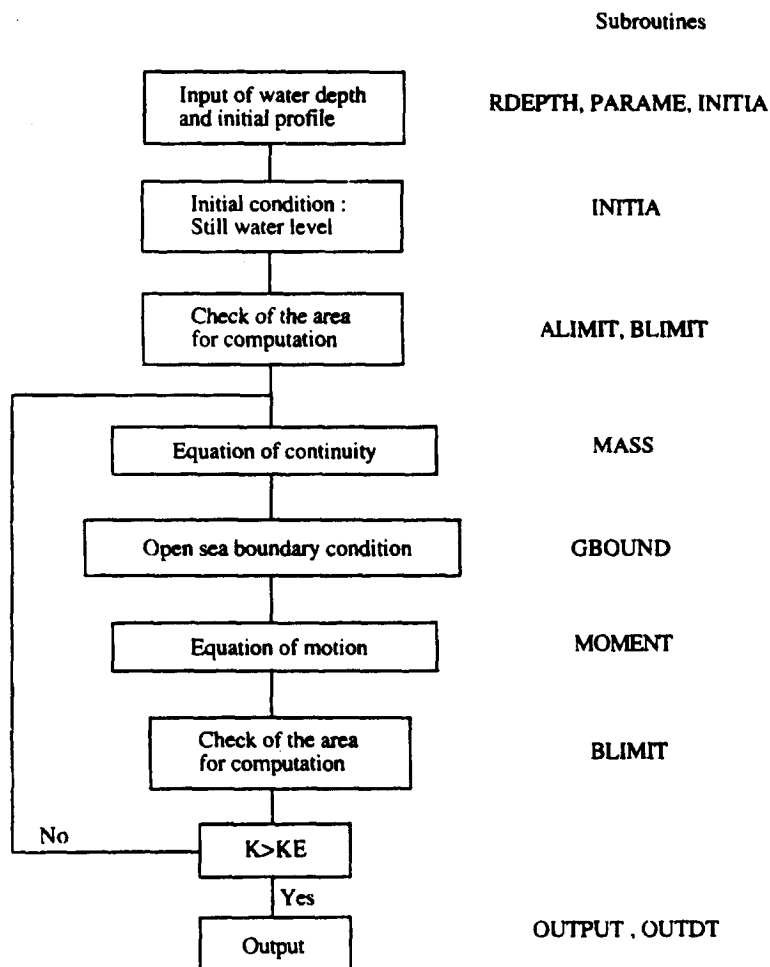 Subroutines
Input of water depth
and initial profile
RDEPTH, PARAME, INITIA
Initial condition :
Still water level
INITIA
Check of the area
for computation
ALIMIT, BLIMIT
Equation of continuity
MASS
Open sea boundary condition
GBOUND
Equation of motion
MOMENT
Check of the area
for computation
BLIMIT
No
K>KE
Yes
Output
OUTPUT , OUTDT